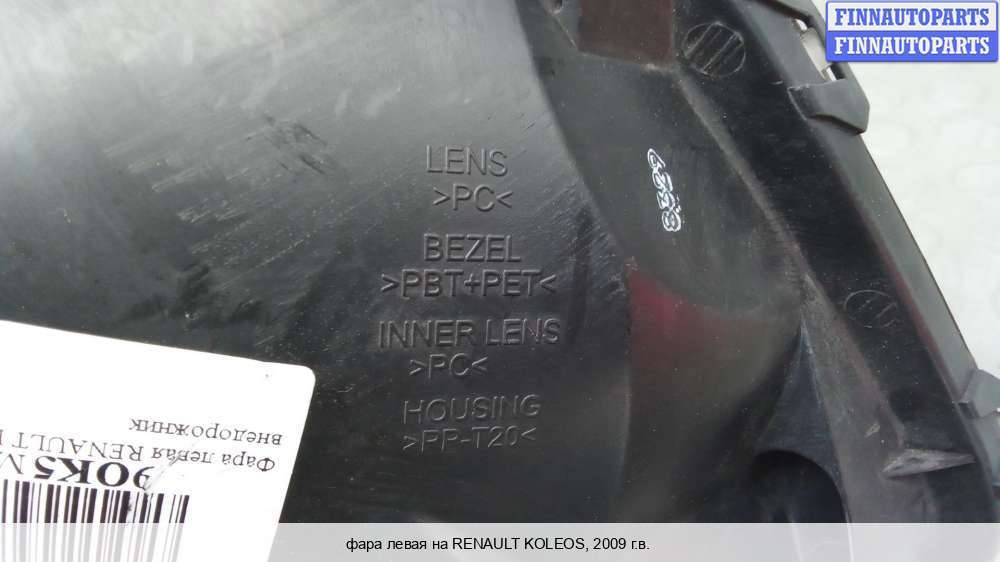 FINNAUTOPARTS
FINNAUTOPARTS
LENS
>PC<
BEZEL
>PBT+PET<
INNER LENS
>PC<
HOUSING
>PP-T20<
Фара левая RENAULT
внедорожник
фара левая на RENAULT KOLEOS, 2009 г.в.